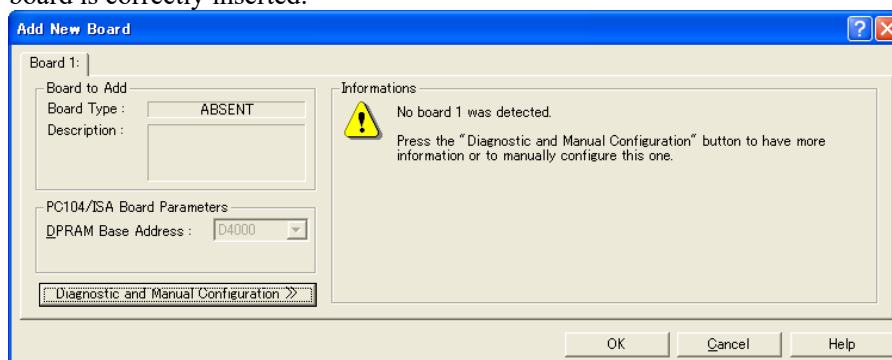 board is correctly inserted.
Add New Board
Board 1:
Board to Add
Board Type : ABSENT
Description :
PC104/ISA Board Parameters
DPRAM Base Address : D4000
Diagnostic and Manual Configuration >>
Informations
No board 1 was detected.
Press the "Diagnostic and Manual Configuration" button to have more
information or to manually configure this one.
OK Cancel Help